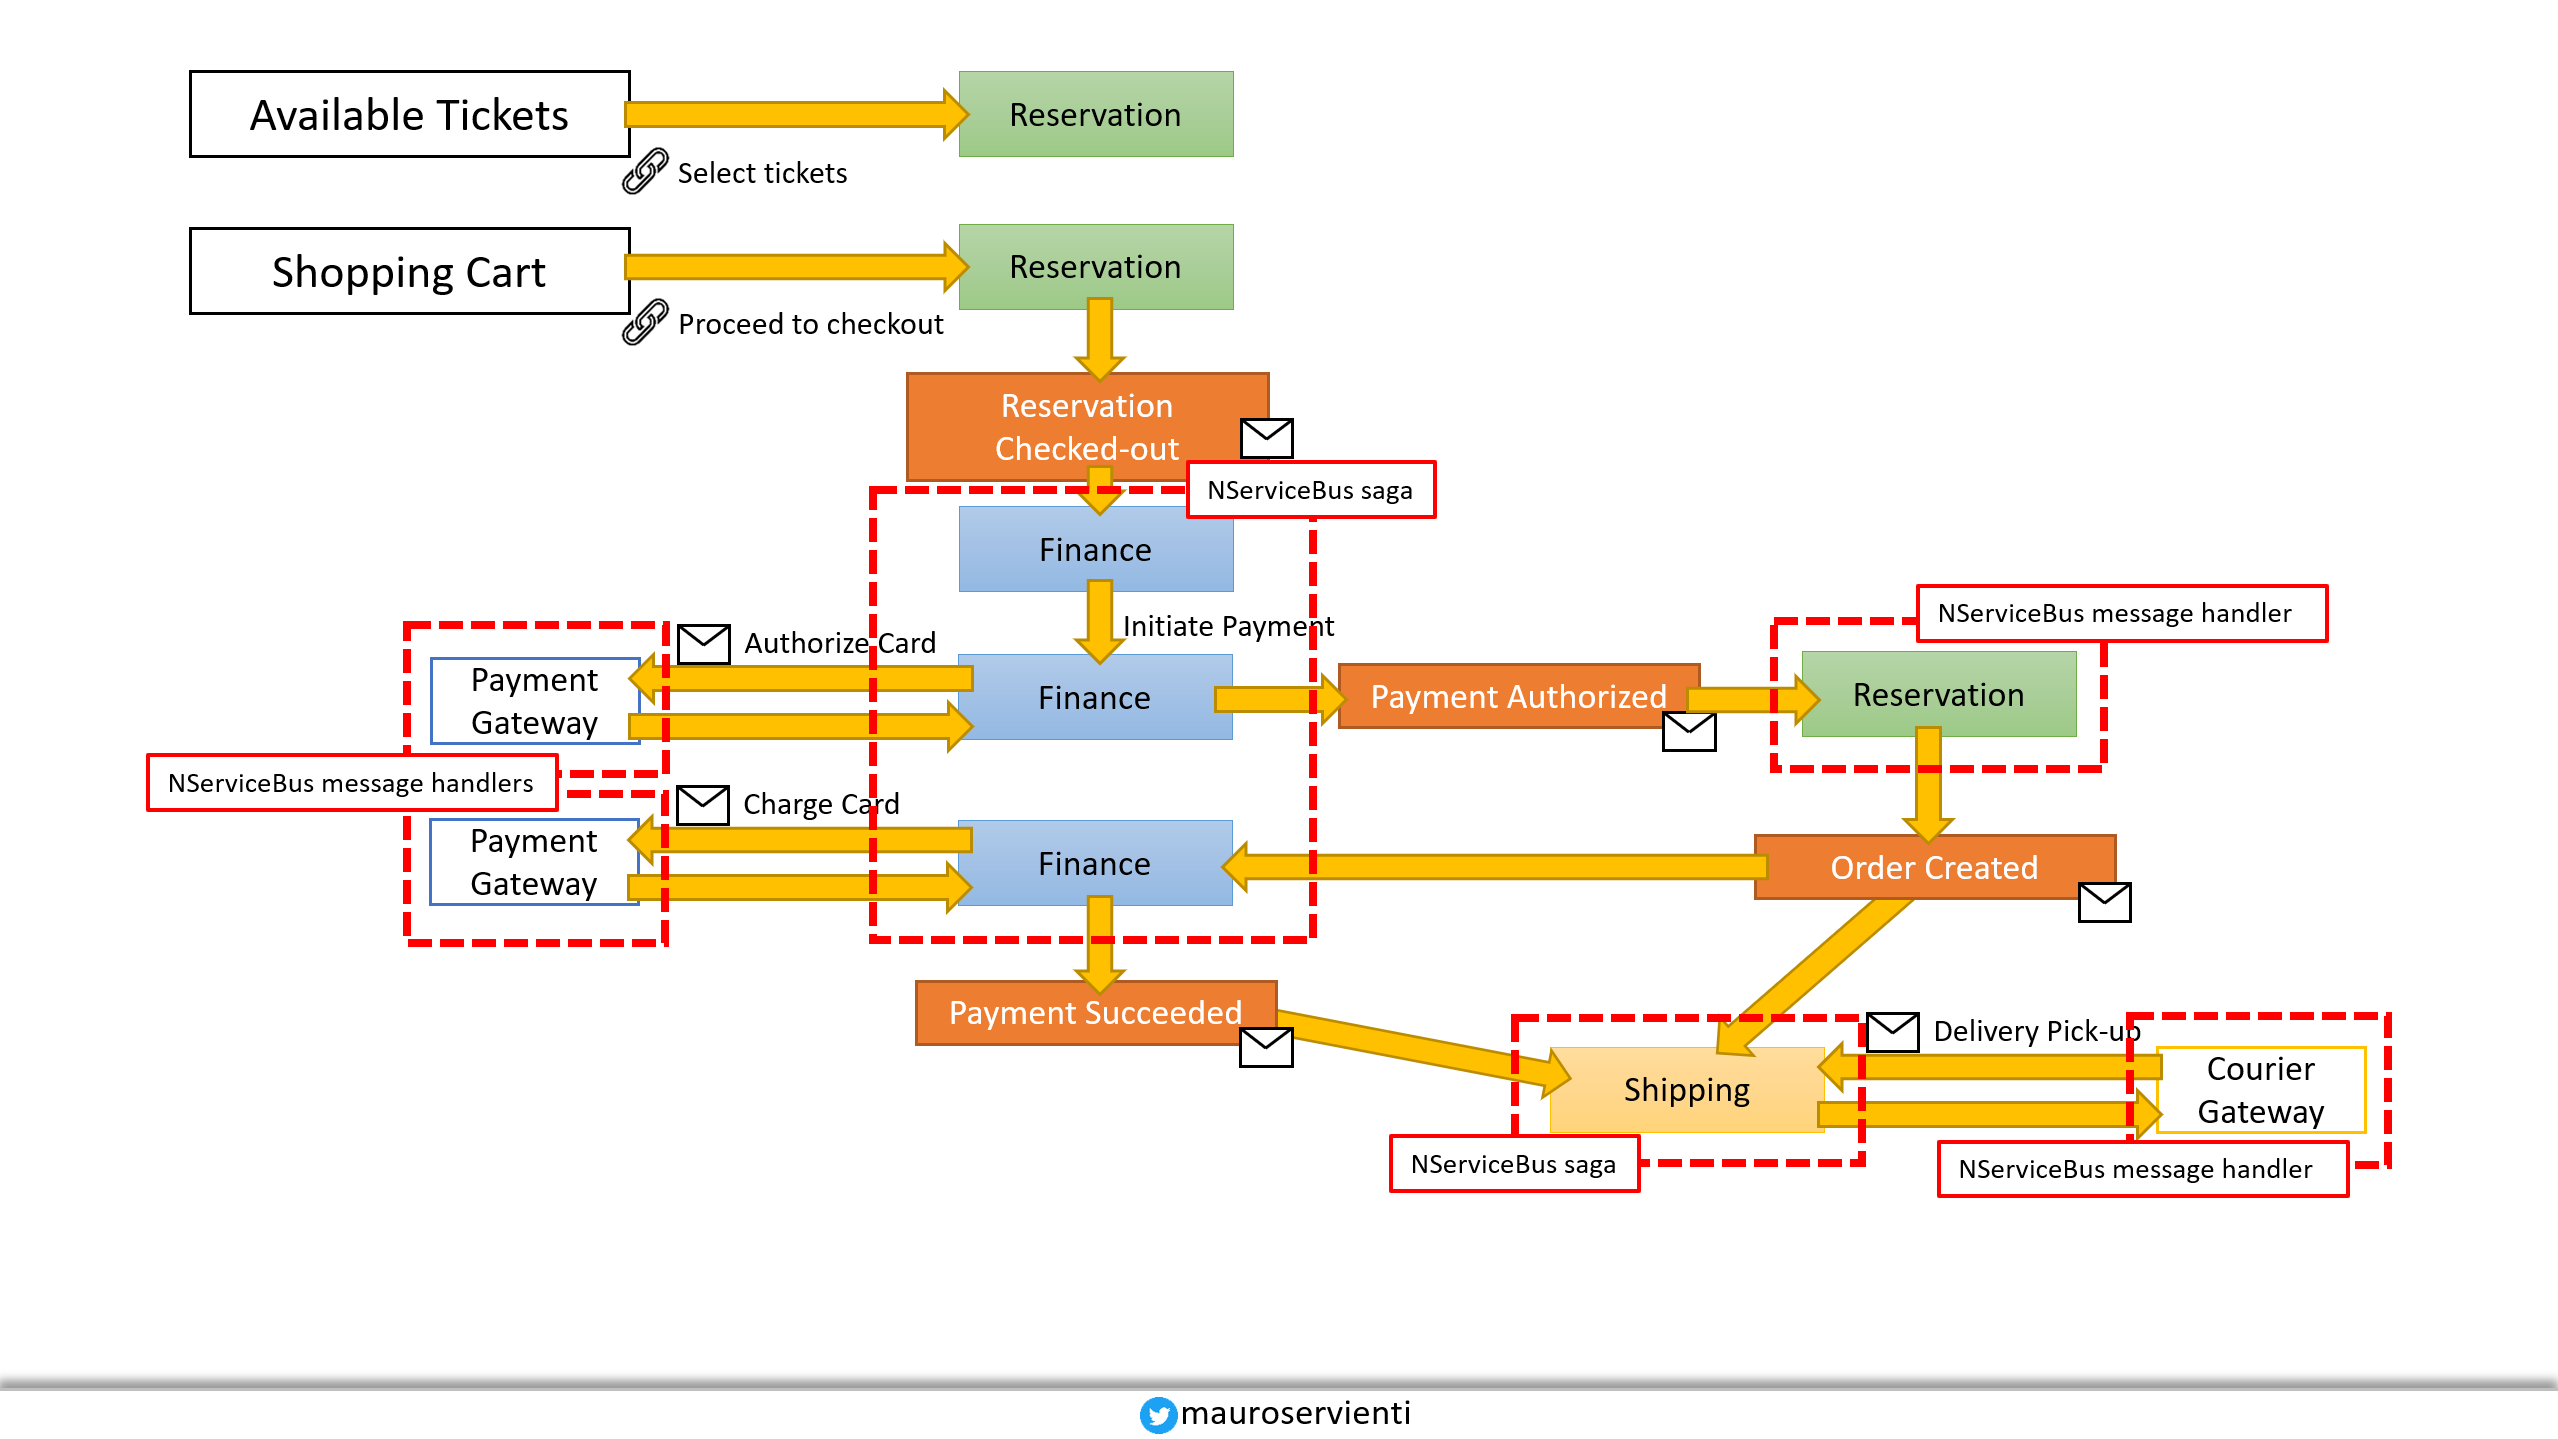 Available Tickets
Reservation
Select tickets
Shopping Cart
Reservation
Proceed to checkout
Reservation
Checked-out
NServiceBus saga
Finance
Initiate Payment
NServiceBus message handler
Authorize Card
Payment
Gateway
Finance
Payment Authorized
Reservation
NServiceBus message handlers
Charge Card
Payment
Gateway
Finance
Order Created
Payment Succeeded
Delivery Pick-up
Shipping
Courier
Gateway
NServiceBus saga
NServiceBus message handler
mauroservienti